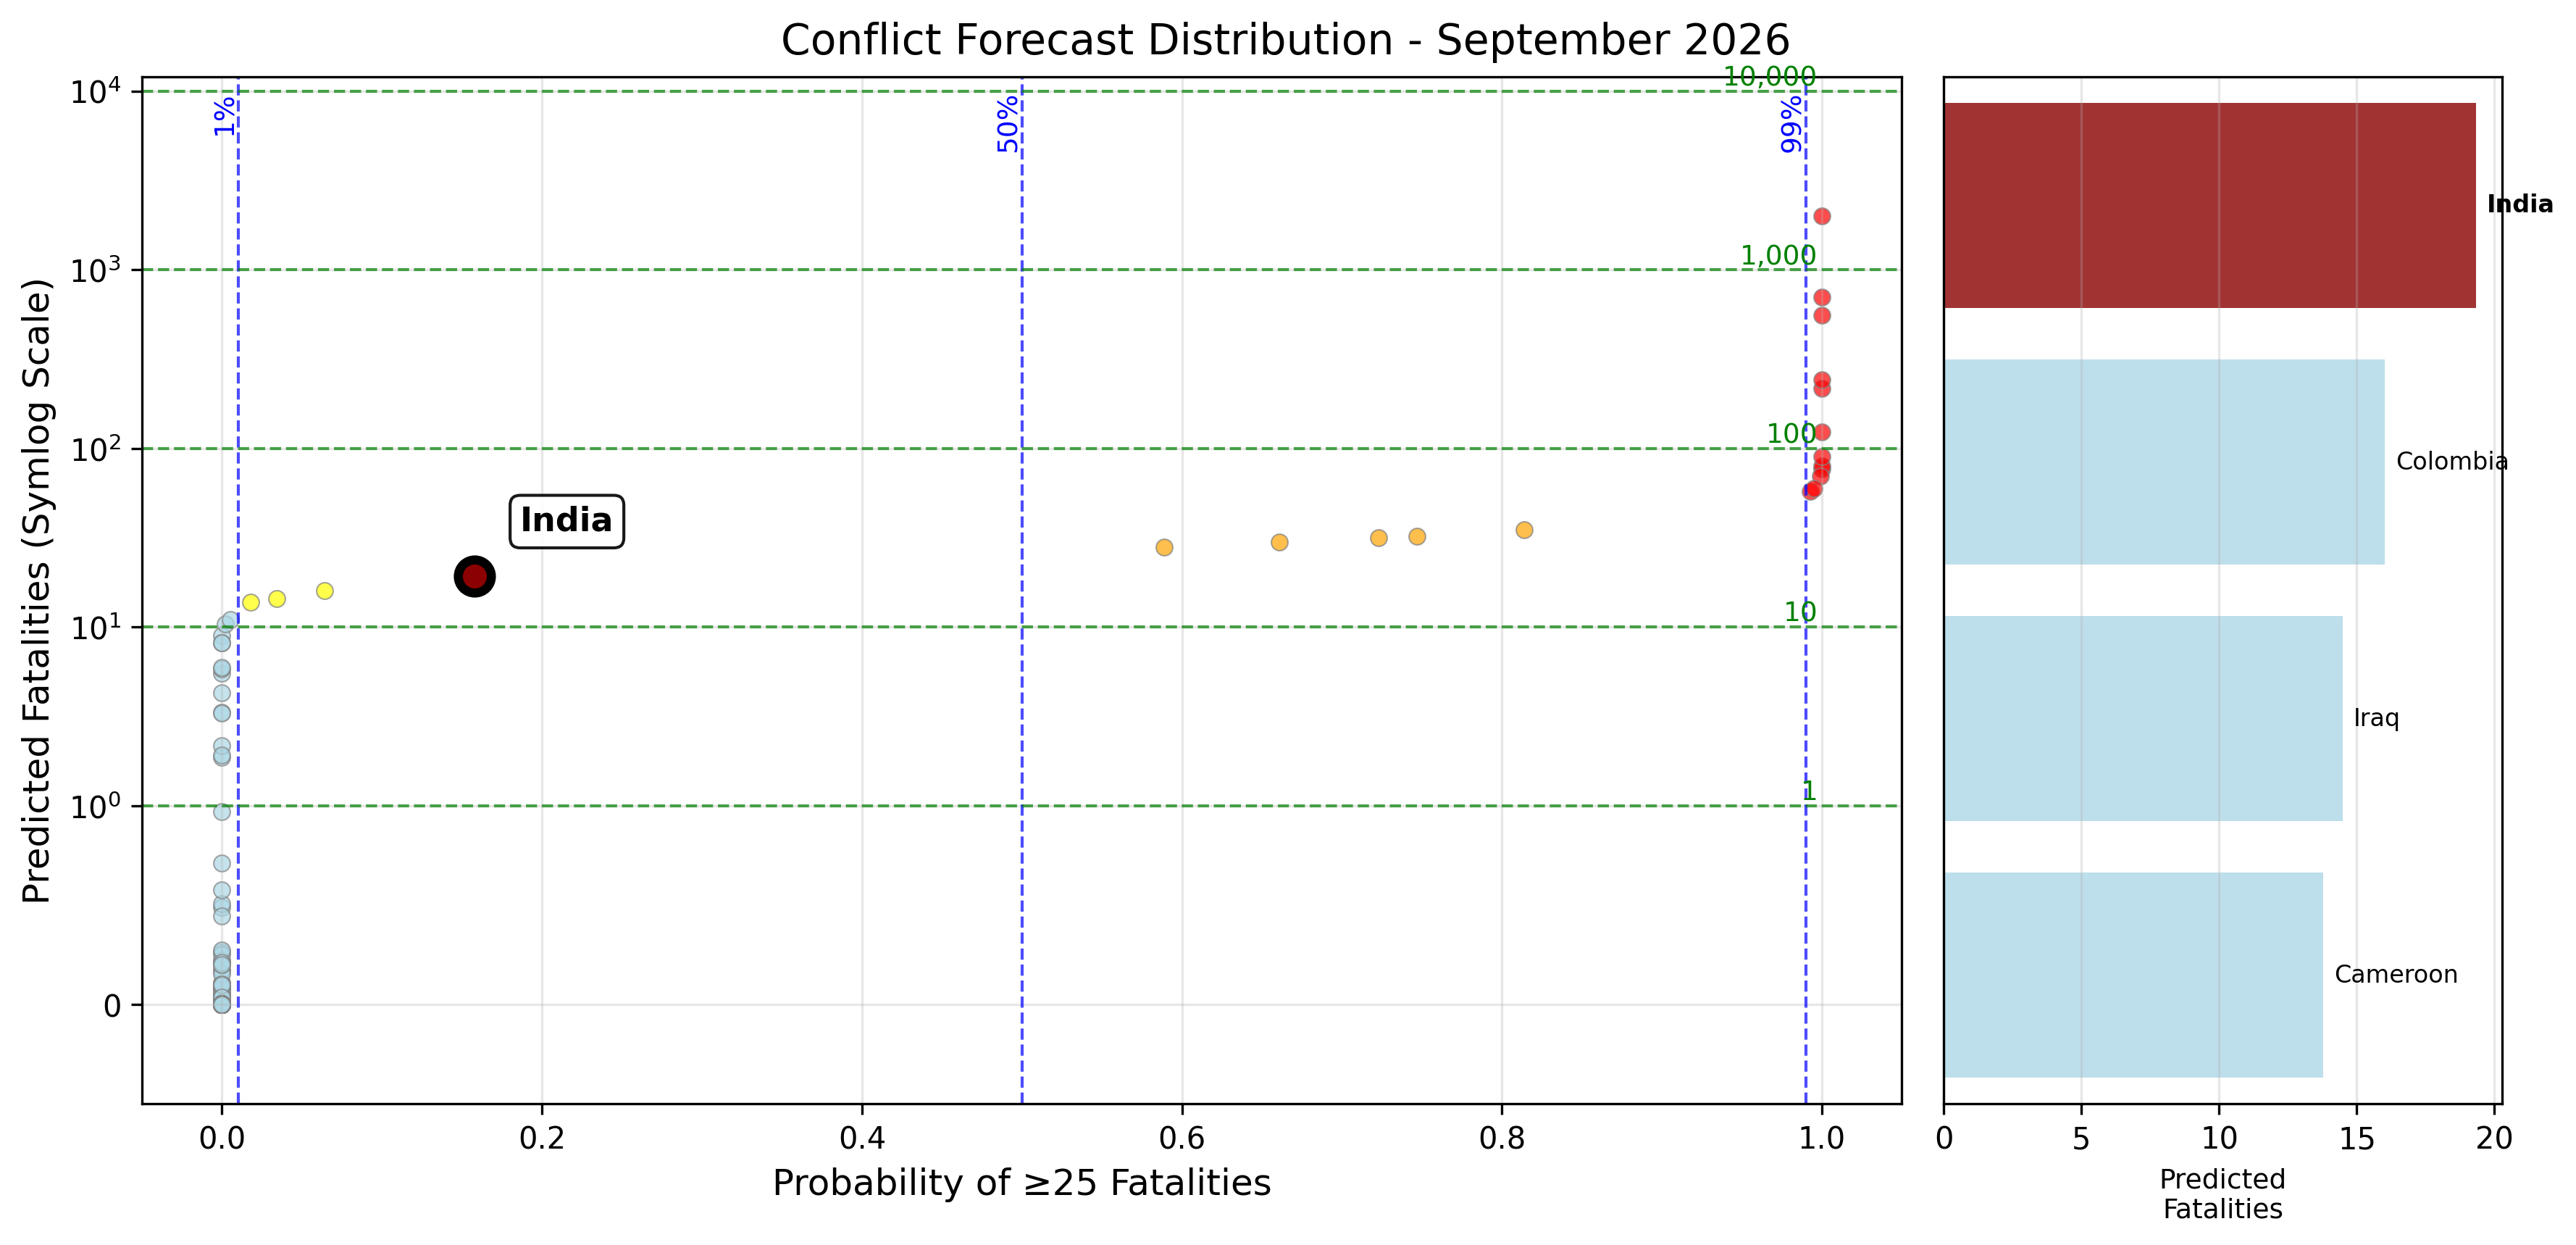 Conflict Forecast Distribution - September 2026
Predicted Fatalities (Symlog Scale)
10⁴
10³
10²
10¹
10⁰
0
1%
50%
99%
10,000
1,000
100
10
1
India
0.0 0.2 0.4 0.6 0.8 1.0
Probability of ≥25 Fatalities
India
Colombia
Iraq
Cameroon
0 5 10 15 20
Predicted
Fatalities